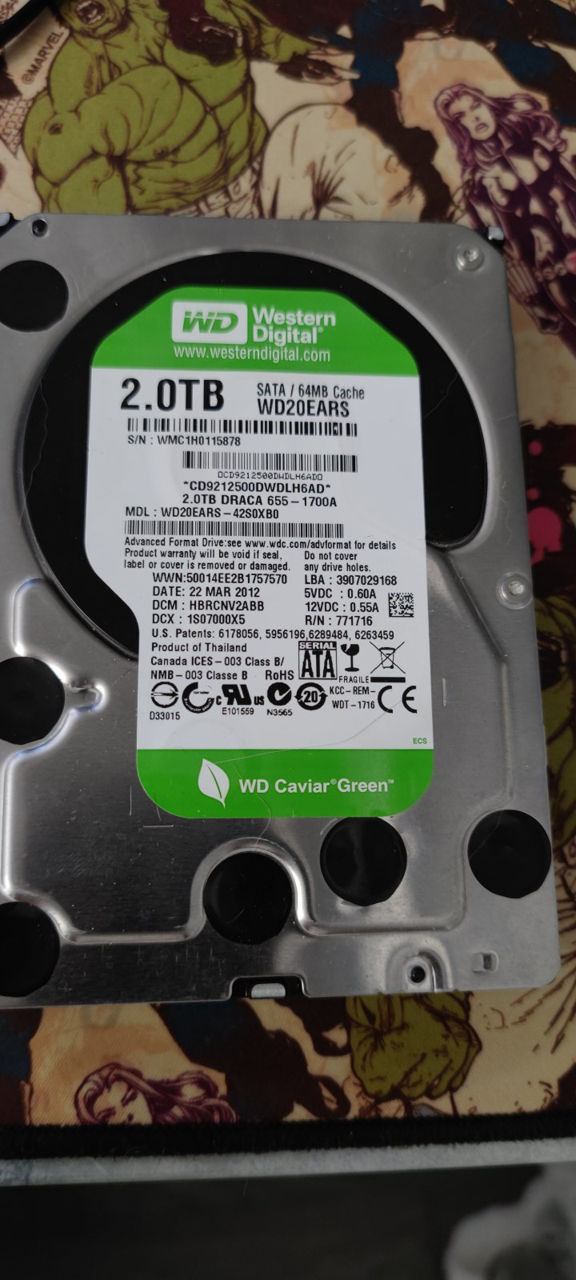 ©MARVEL
WD Western Digital®
www.westerndigital.com
2.0TB SATA / 64MB Cache
WD20EARS
S/N : WMC1H0115878
*CD9212500DWDLH6AD*
2.0TB DRACA 655-1700A
MDL : WD20EARS-42S0XB0
Advanced Format Drive:see www.wdc.com/advformat for details
Product warranty will be void if seal,
label or cover is removed or damaged.
Do not cover
any drive holes.
WWN:50014EE2B1757570
LBA : 3907029168
DATE: 22 MAR 2012
5VDC : 0.60A
DCM : HBRCNV2ABB
12VDC : 0.55A
DCX : 1S07000X5
R/N : 771716
U.S. Patents: 6178056, 5956196,6289484, 6263459
Product of Thailand
Canada ICES-003 Class B/
NMB-003 Classe B RoHS
SERIAL
ATA
FRAGILE
D33015
c RU US
E101559
N3565
20
KCC-REM-
WDT-1716
CE
ECS
WD Caviar®Green™